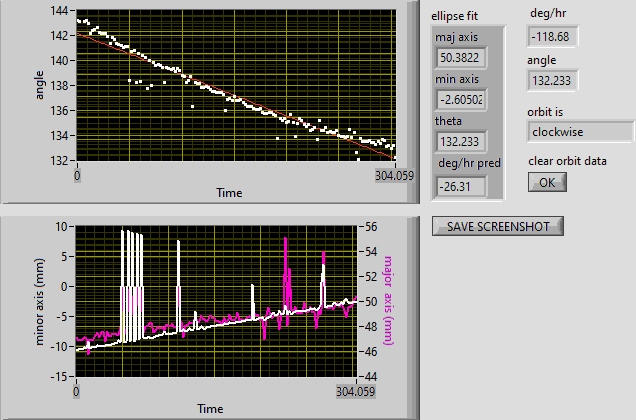 144
142
140
138
136
134
132
angle
0
304.059
Time
ellipse fit
maj axis
50.3822
min axis
-2.60502
theta
132.233
deg/hr pred
-26.31
deg/hr
-118.68
angle
132.233
orbit is
clockwise
clear orbit data
OK
SAVE SCREENSHOT
10
5
0
-5
-10
-15
minor axis (mm)
56
54
52
50
48
46
44
major axis (mm)
0
304.059
Time